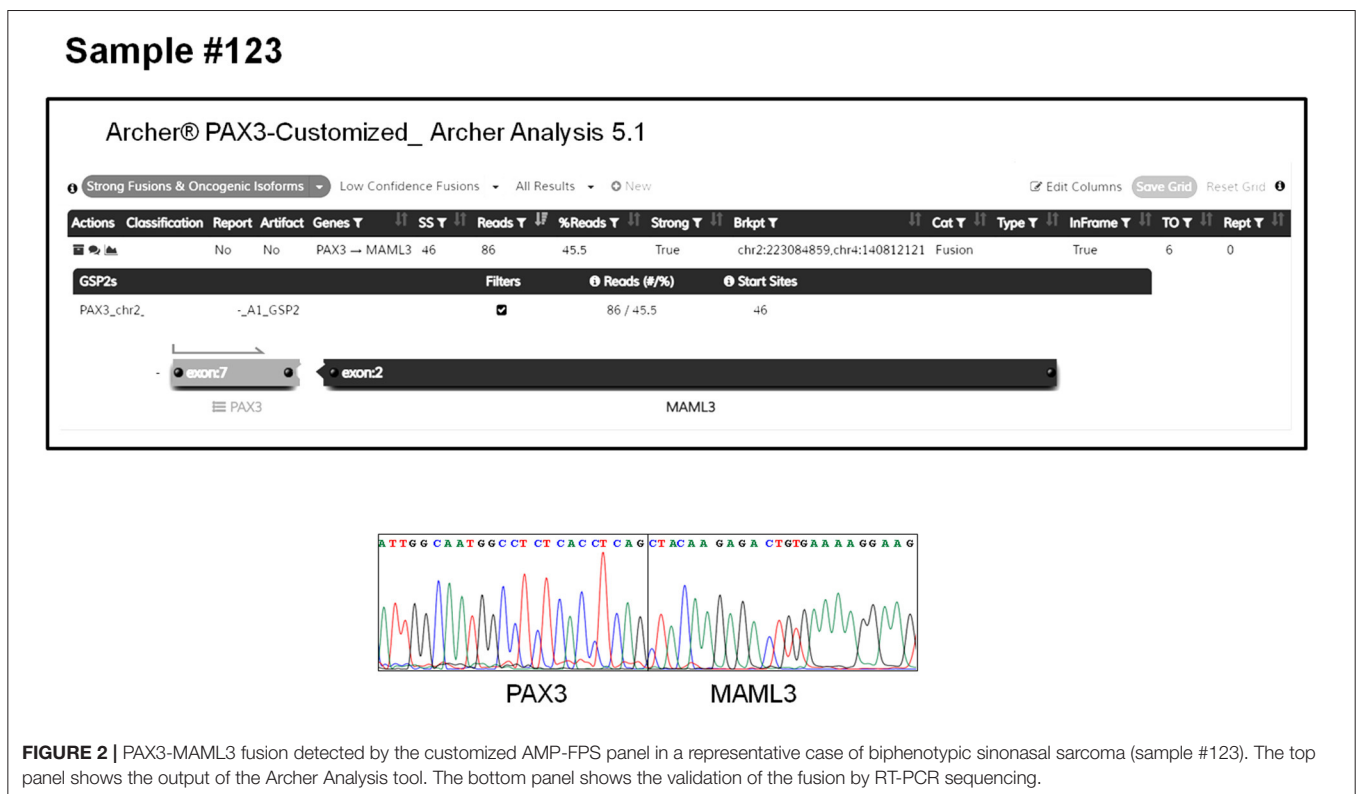 Sample #123
Archer® PAX3-Customized_ Archer Analysis 5.1
Strong Fusions & Oncogenic Isoforms Low Confidence Fusions All Results New Edit Columns Save Grid Reset Grid
Actions Classification Report Artifact Genes SS Reads %Reads Strong Brkpt Cat Type InFrame TO Rept
No No PAX3 → MAML3 46 86 45.5 True chr2:223084859,chr4:140812121 Fusion True 6 0
GSP2s Filters Reads (#/%) Start Sites
PAX3_chr2_ -_A1_GSP2 86 / 45.5 46
- exon:7 exon:2
PAX3 MAML3
ATTGGCAATGGCCTCTCACCTCAGCTACAAGAGACTGTGAAAAGGAAG
PAX3 MAML3
FIGURE 2 | PAX3-MAML3 fusion detected by the customized AMP-FPS panel in a representative case of biphenotypic sinonasal sarcoma (sample #123). The top
panel shows the output of the Archer Analysis tool. The bottom panel shows the validation of the fusion by RT-PCR sequencing.